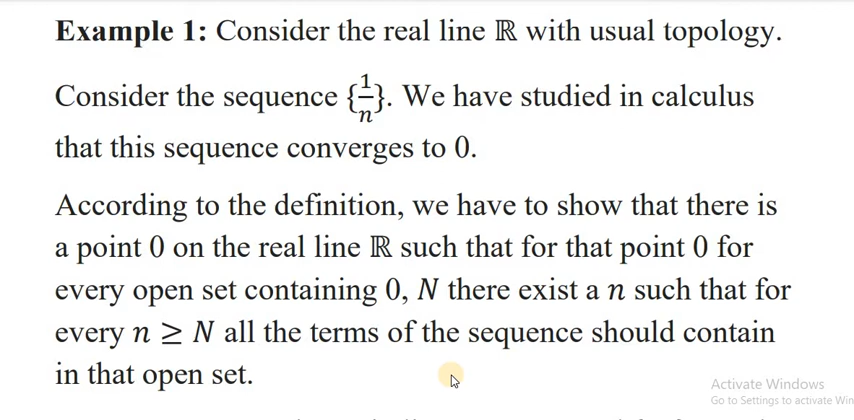 Example 1: Consider the real line ℝ with usual topology.
Consider the sequence {1/n}. We have studied in calculus
that this sequence converges to 0.
According to the definition, we have to show that there is
a point 0 on the real line ℝ such that for that point 0 for
every open set containing 0, N there exist a n such that for
every n ≥ N all the terms of the sequence should contain
in that open set.
Activate Windows
Go to Settings to activate Win